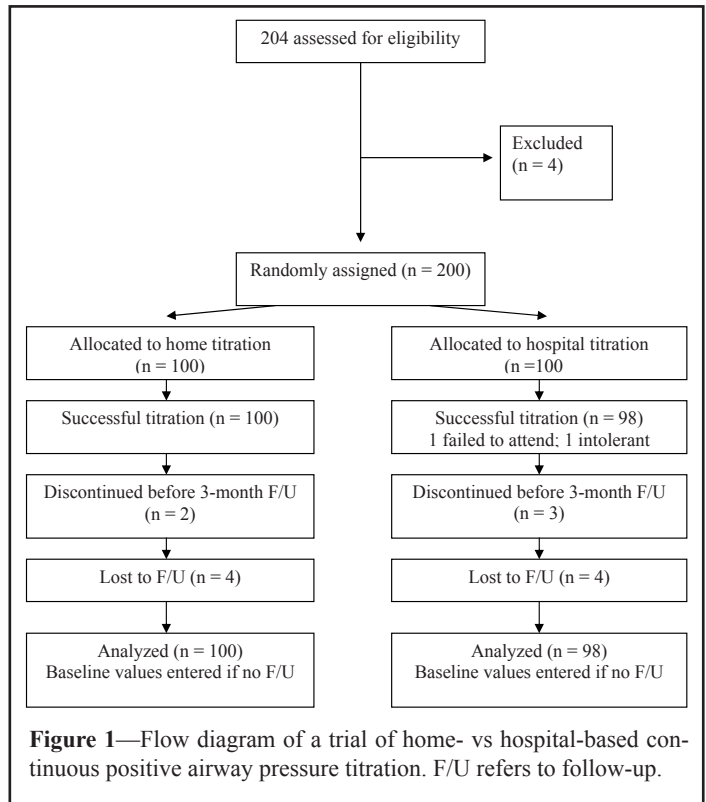 204 assessed for eligibility
Excluded
(n = 4)
Randomly assigned (n = 200)
Allocated to home titration
(n = 100)
Allocated to hospital titration
(n =100
Successful titration (n = 100)
Successful titration (n = 98)
1 failed to attend; 1 intolerant
Discontinued before 3-month F/U
(n = 2)
Discontinued before 3-month F/U
(n = 3)
Lost to F/U (n = 4)
Lost to F/U (n = 4)
Analyzed (n = 100)
Baseline values entered if no F/U
Analyzed (n = 98)
Baseline values entered if no F/U
Figure 1—Flow diagram of a trial of home- vs hospital-based con-
tinuous positive airway pressure titration. F/U refers to follow-up.